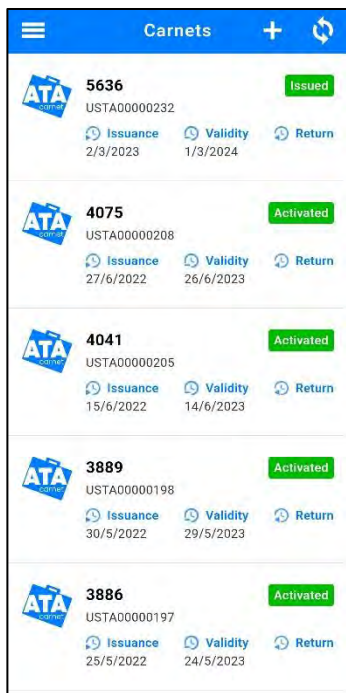 Carnets
ATA carnet
5636
Issued
USTA00000232
Issuance Validity Return
2/3/2023 1/3/2024
ATA carnet
4075
Activated
USTA00000208
Issuance Validity Return
27/6/2022 26/6/2023
ATA carnet
4041
Activated
USTA00000205
Issuance Validity Return
15/6/2022 14/6/2023
ATA carnet
3889
Activated
USTA00000198
Issuance Validity Return
30/5/2022 29/5/2023
ATA carnet
3886
Activated
USTA00000197
Issuance Validity Return
25/5/2022 24/5/2023